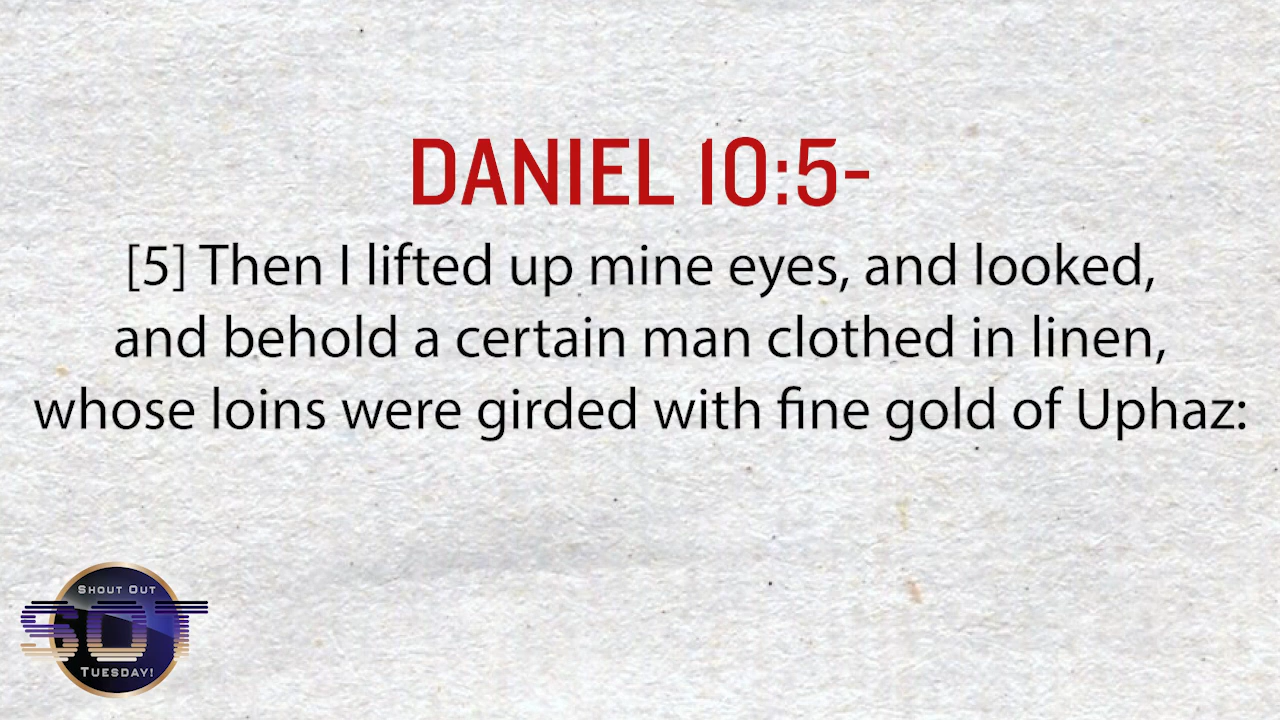 DANIEL 10:5-
[5] Then I lifted up mine eyes, and looked,
and behold a certain man clothed in linen,
whose loins were girded with fine gold of Uphaz:
SHOUT OUT
SOT
TUESDAY!